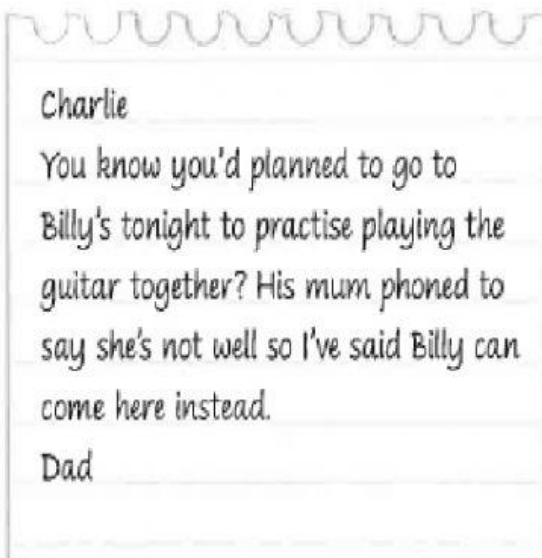 Charlie
You know you'd planned to go to
Billy's tonight to practise playing the
guitar together? His mum phoned to
say she's not well so I've said Billy can
come here instead.
Dad